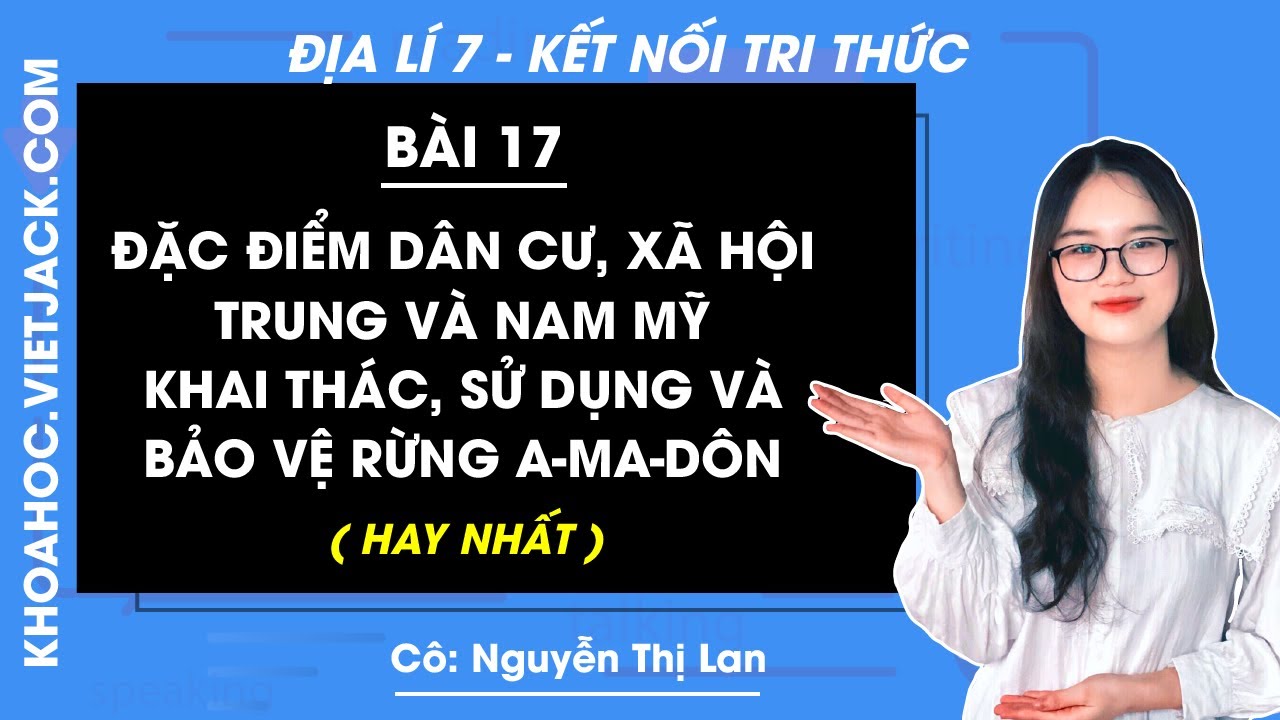 ĐỊA LÍ 7 - KẾT NỐI TRI THỨC
KHOAHOC.VIETJACK.COM
BÀI 17
ĐẶC ĐIỂM DÂN CƯ, XÃ HỘI
TRUNG VÀ NAM MỸ
KHAI THÁC, SỬ DỤNG VÀ
BẢO VỆ RỪNG A-MA-DÔN
( HAY NHẤT )
Cô: Nguyễn Thị Lan
talking
speaking